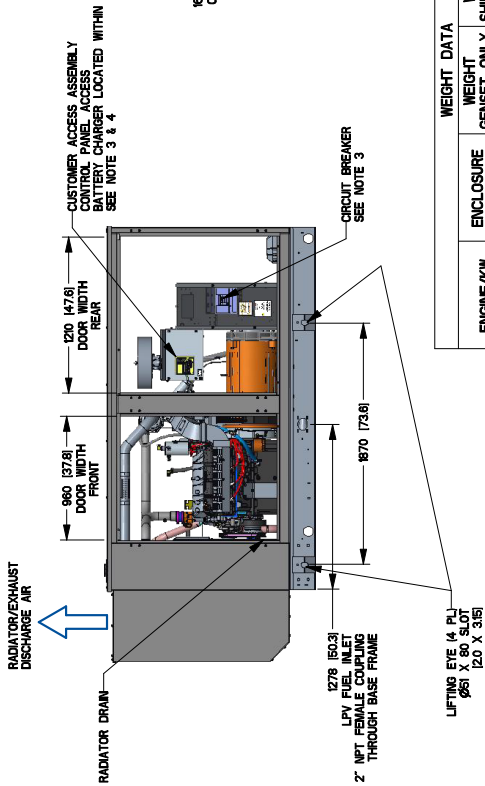 RADIATOR/EXHAUST
DISCHARGE AIR
CUSTOMER ACCESS ASSEMBLY
CONTROL PANEL ACCESS
BATTERY CHARGER LOCATED WITHIN
SEE NOTE 3 & 4
960 [37.8]
DOOR WIDTH
FRONT
1210 [47.6]
DOOR WIDTH
REAR
CIRCUIT BREAKER
SEE NOTE 3
RADIATOR DRAIN
1278 [50.3]
LPV FUEL INLET
2" NPT FEMALE COUPLING
THROUGH BASE FRAME
1870 [73.6]
LIFTING EYE (4 PL)
Ø51 X 80 SLOT
[2.0 X 3.15]
WEIGHT DATA
ENGINE/KW
ENCLOSURE
WEIGHT
GENSET ONLY